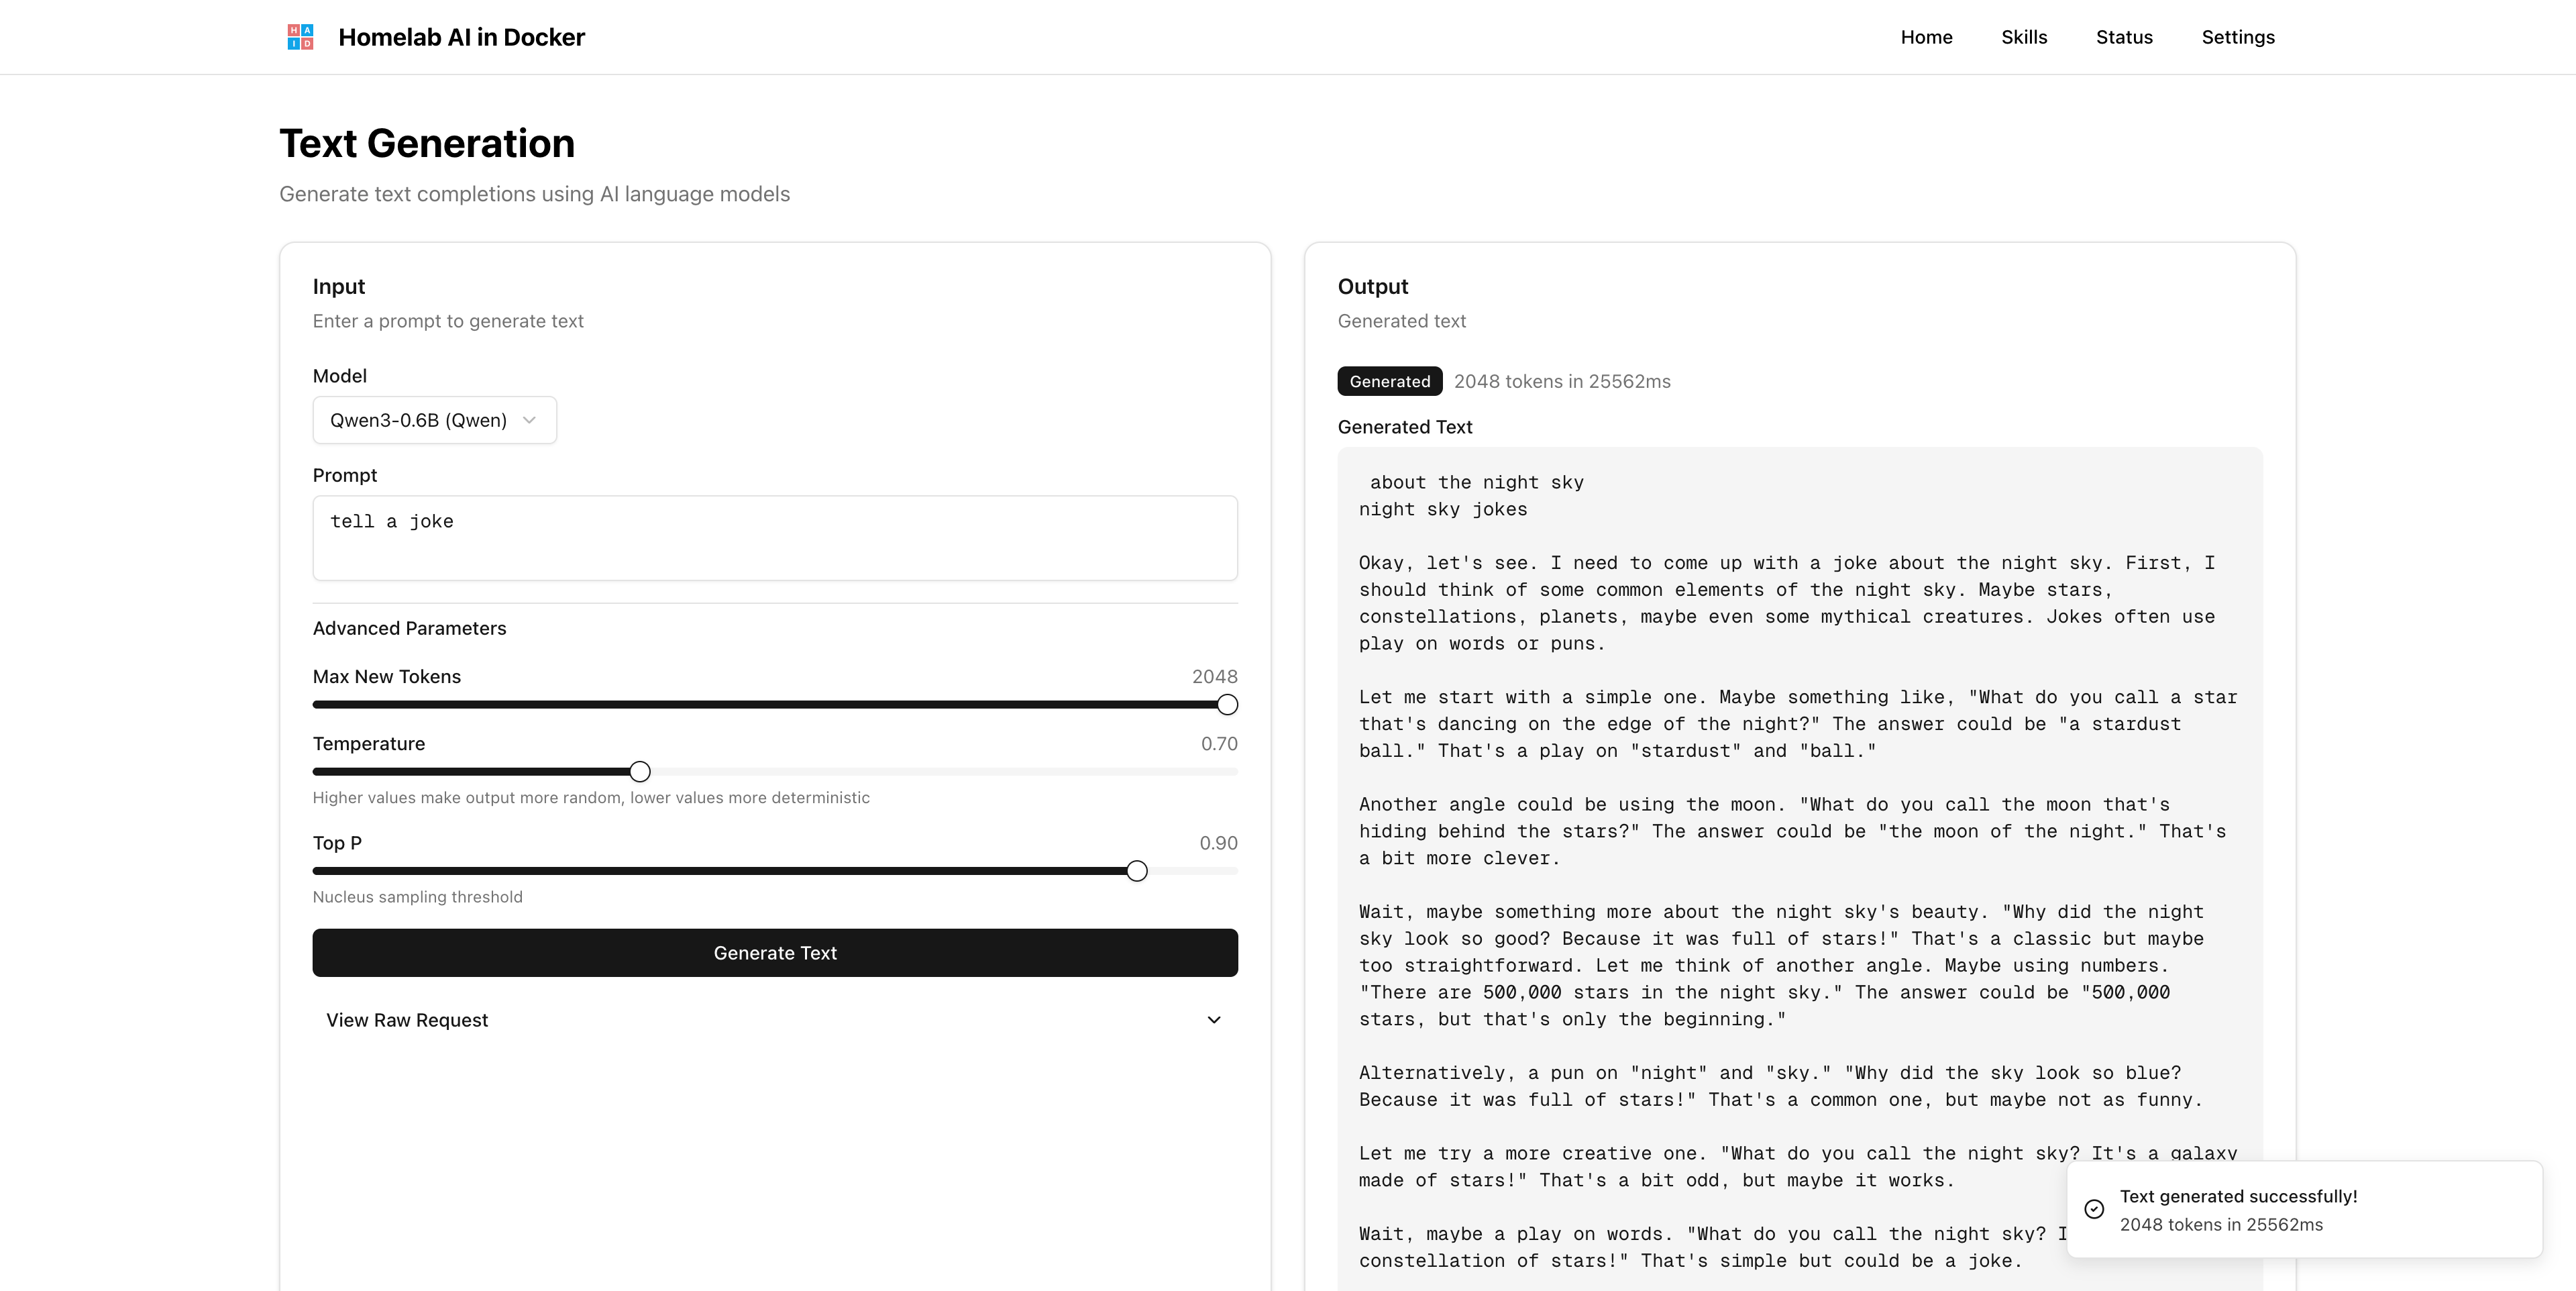 H A
I D
Homelab AI in Docker
Home
Skills
Status
Settings
Text Generation
Generate text completions using AI language models
Input
Enter a prompt to generate text
Model
Qwen3-0.6B (Qwen)
Prompt
tell a joke
Advanced Parameters
Max New Tokens
2048
Temperature
0.70
Higher values make output more random, lower values more deterministic
Top P
0.90
Nucleus sampling threshold
Generate Text
View Raw Request
Output
Generated text
Generated
2048 tokens in 25562ms
Generated Text
about the night sky
night sky jokes
Okay, let's see. I need to come up with a joke about the night sky. First, I
should think of some common elements of the night sky. Maybe stars,
constellations, planets, maybe even some mythical creatures. Jokes often use
play on words or puns.
Let me start with a simple one. Maybe something like, "What do you call a star
that's dancing on the edge of the night?" The answer could be "a stardust
ball." That's a play on "stardust" and "ball."
Another angle could be using the moon. "What do you call the moon that's
hiding behind the stars?" The answer could be "the moon of the night." That's
a bit more clever.
Wait, maybe something more about the night sky's beauty. "Why did the night
sky look so good? Because it was full of stars!" That's a classic but maybe
too straightforward. Let me think of another angle. Maybe using numbers.
"There are 500,000 stars in the night sky." The answer could be "500,000
stars, but that's only the beginning."
Alternatively, a pun on "night" and "sky." "Why did the sky look so blue?
Because it was full of stars!" That's a common one, but maybe not as funny.
Let me try a more creative one. "What do you call the night sky? It's a galaxy
made of stars!" That's a bit odd, but maybe it works.
Wait, maybe a play on words. "What do you call the night sky? I
constellation of stars!" That's simple but could be a joke.
Text generated successfully!
2048 tokens in 25562ms